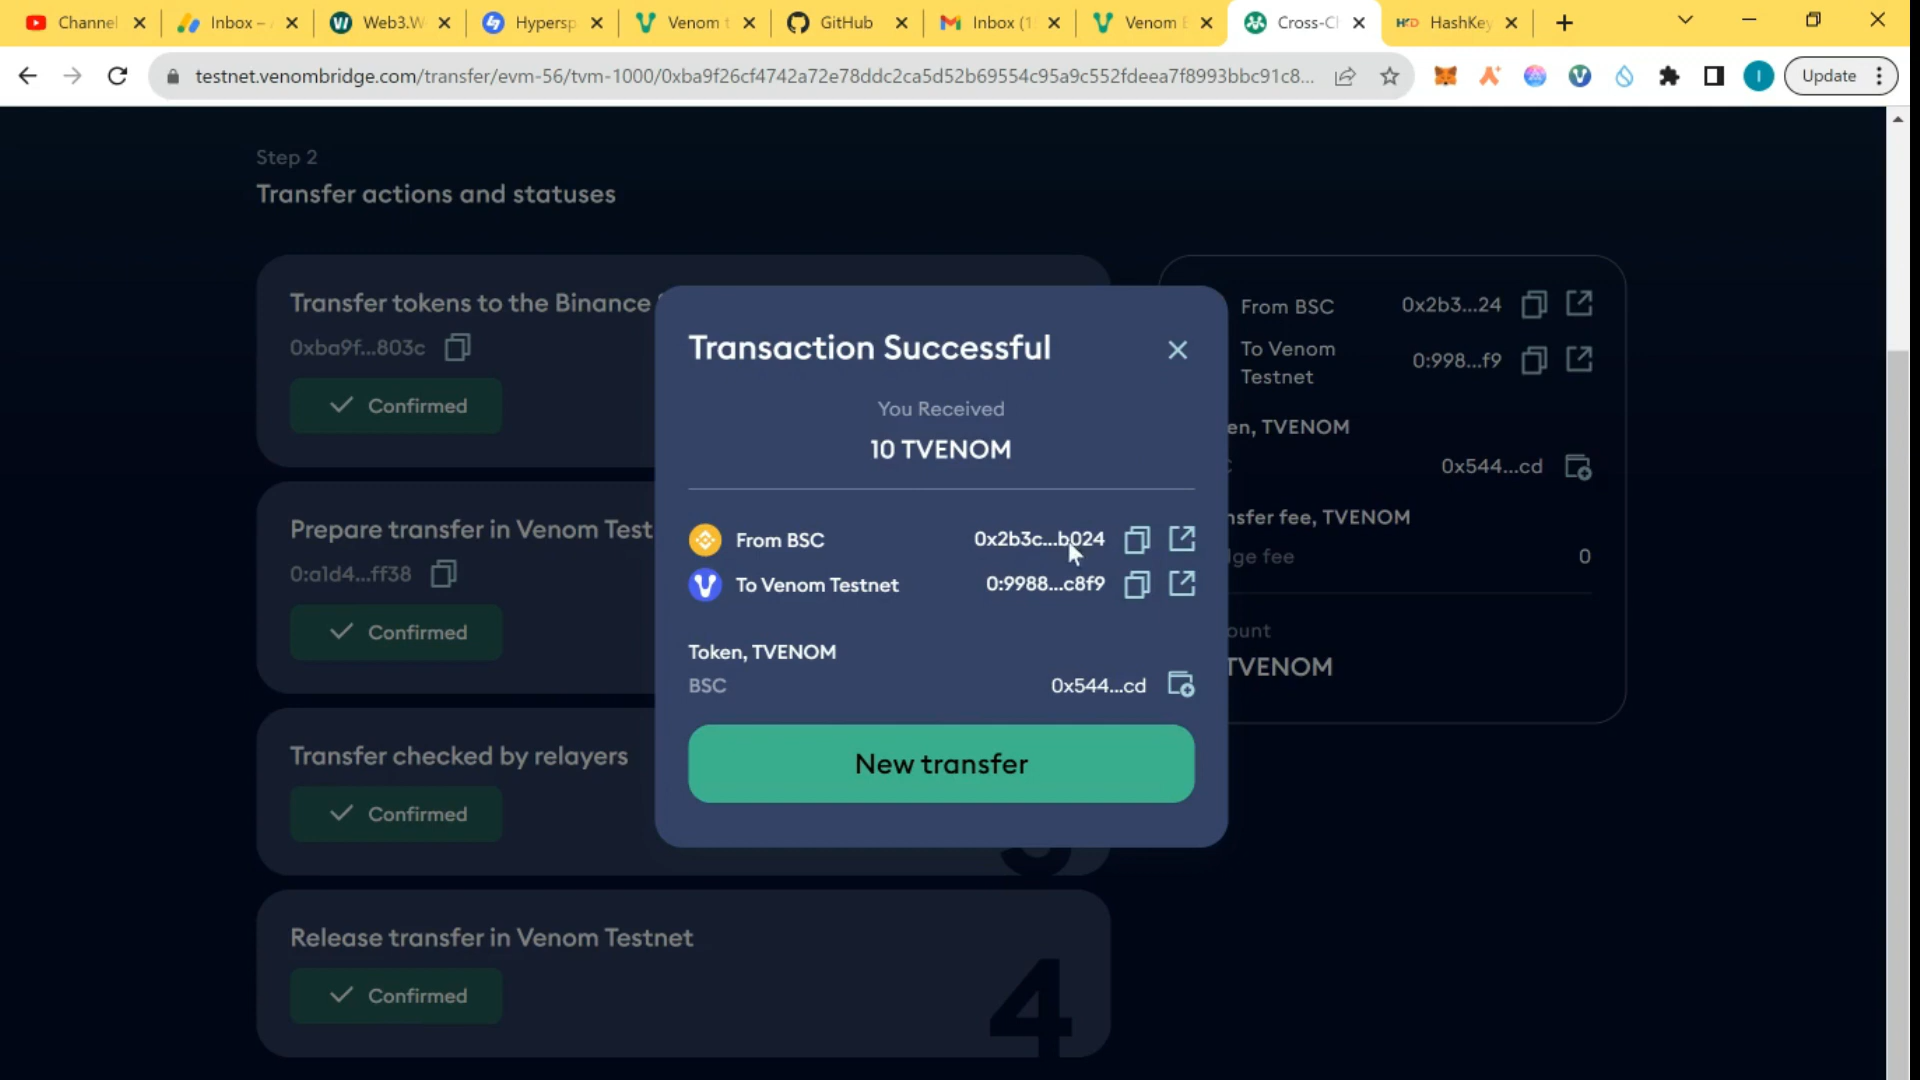 Channel
Inbox –
Web3.W
Hypersp
Venom t
GitHub
Inbox (1
Venom
Cross-Cl
HashKey
testnet.venombridge.com/transfer/evm-56/tvm-1000/0xba9f26cf4742a72e78ddc2ca5d52b69554c95a9c552fdeea7f8993bbc91c8...
I
Update
Step 2
Transfer actions and statuses
Transfer tokens to the Binance
0xba9f...803c
Confirmed
Prepare transfer in Venom Test
0:a1d4...ff38
Confirmed
Transfer checked by relayers
Confirmed
3
Release transfer in Venom Testnet
Confirmed
4
Transaction Successful
You Received
10 TVENOM
From BSC
0x2b3c...b024
To Venom Testnet
0:9988...c8f9
Token, TVENOM
BSC
0x544...cd
New transfer
From BSC
0x2b3...24
To Venom
Testnet
0:998...f9
en, TVENOM
0x544...cd
nsfer fee, TVENOM
ge fee
0
ount
TVENOM